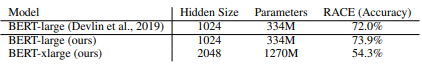 Model Hidden Size Parameters RACE (Accuracy)
BERT-large (Devlin et al., 2019) 1024 334M 72.0%
BERT-large (ours) 1024 334M 73.9%
BERT-xlarge (ours) 2048 1270M 54.3%